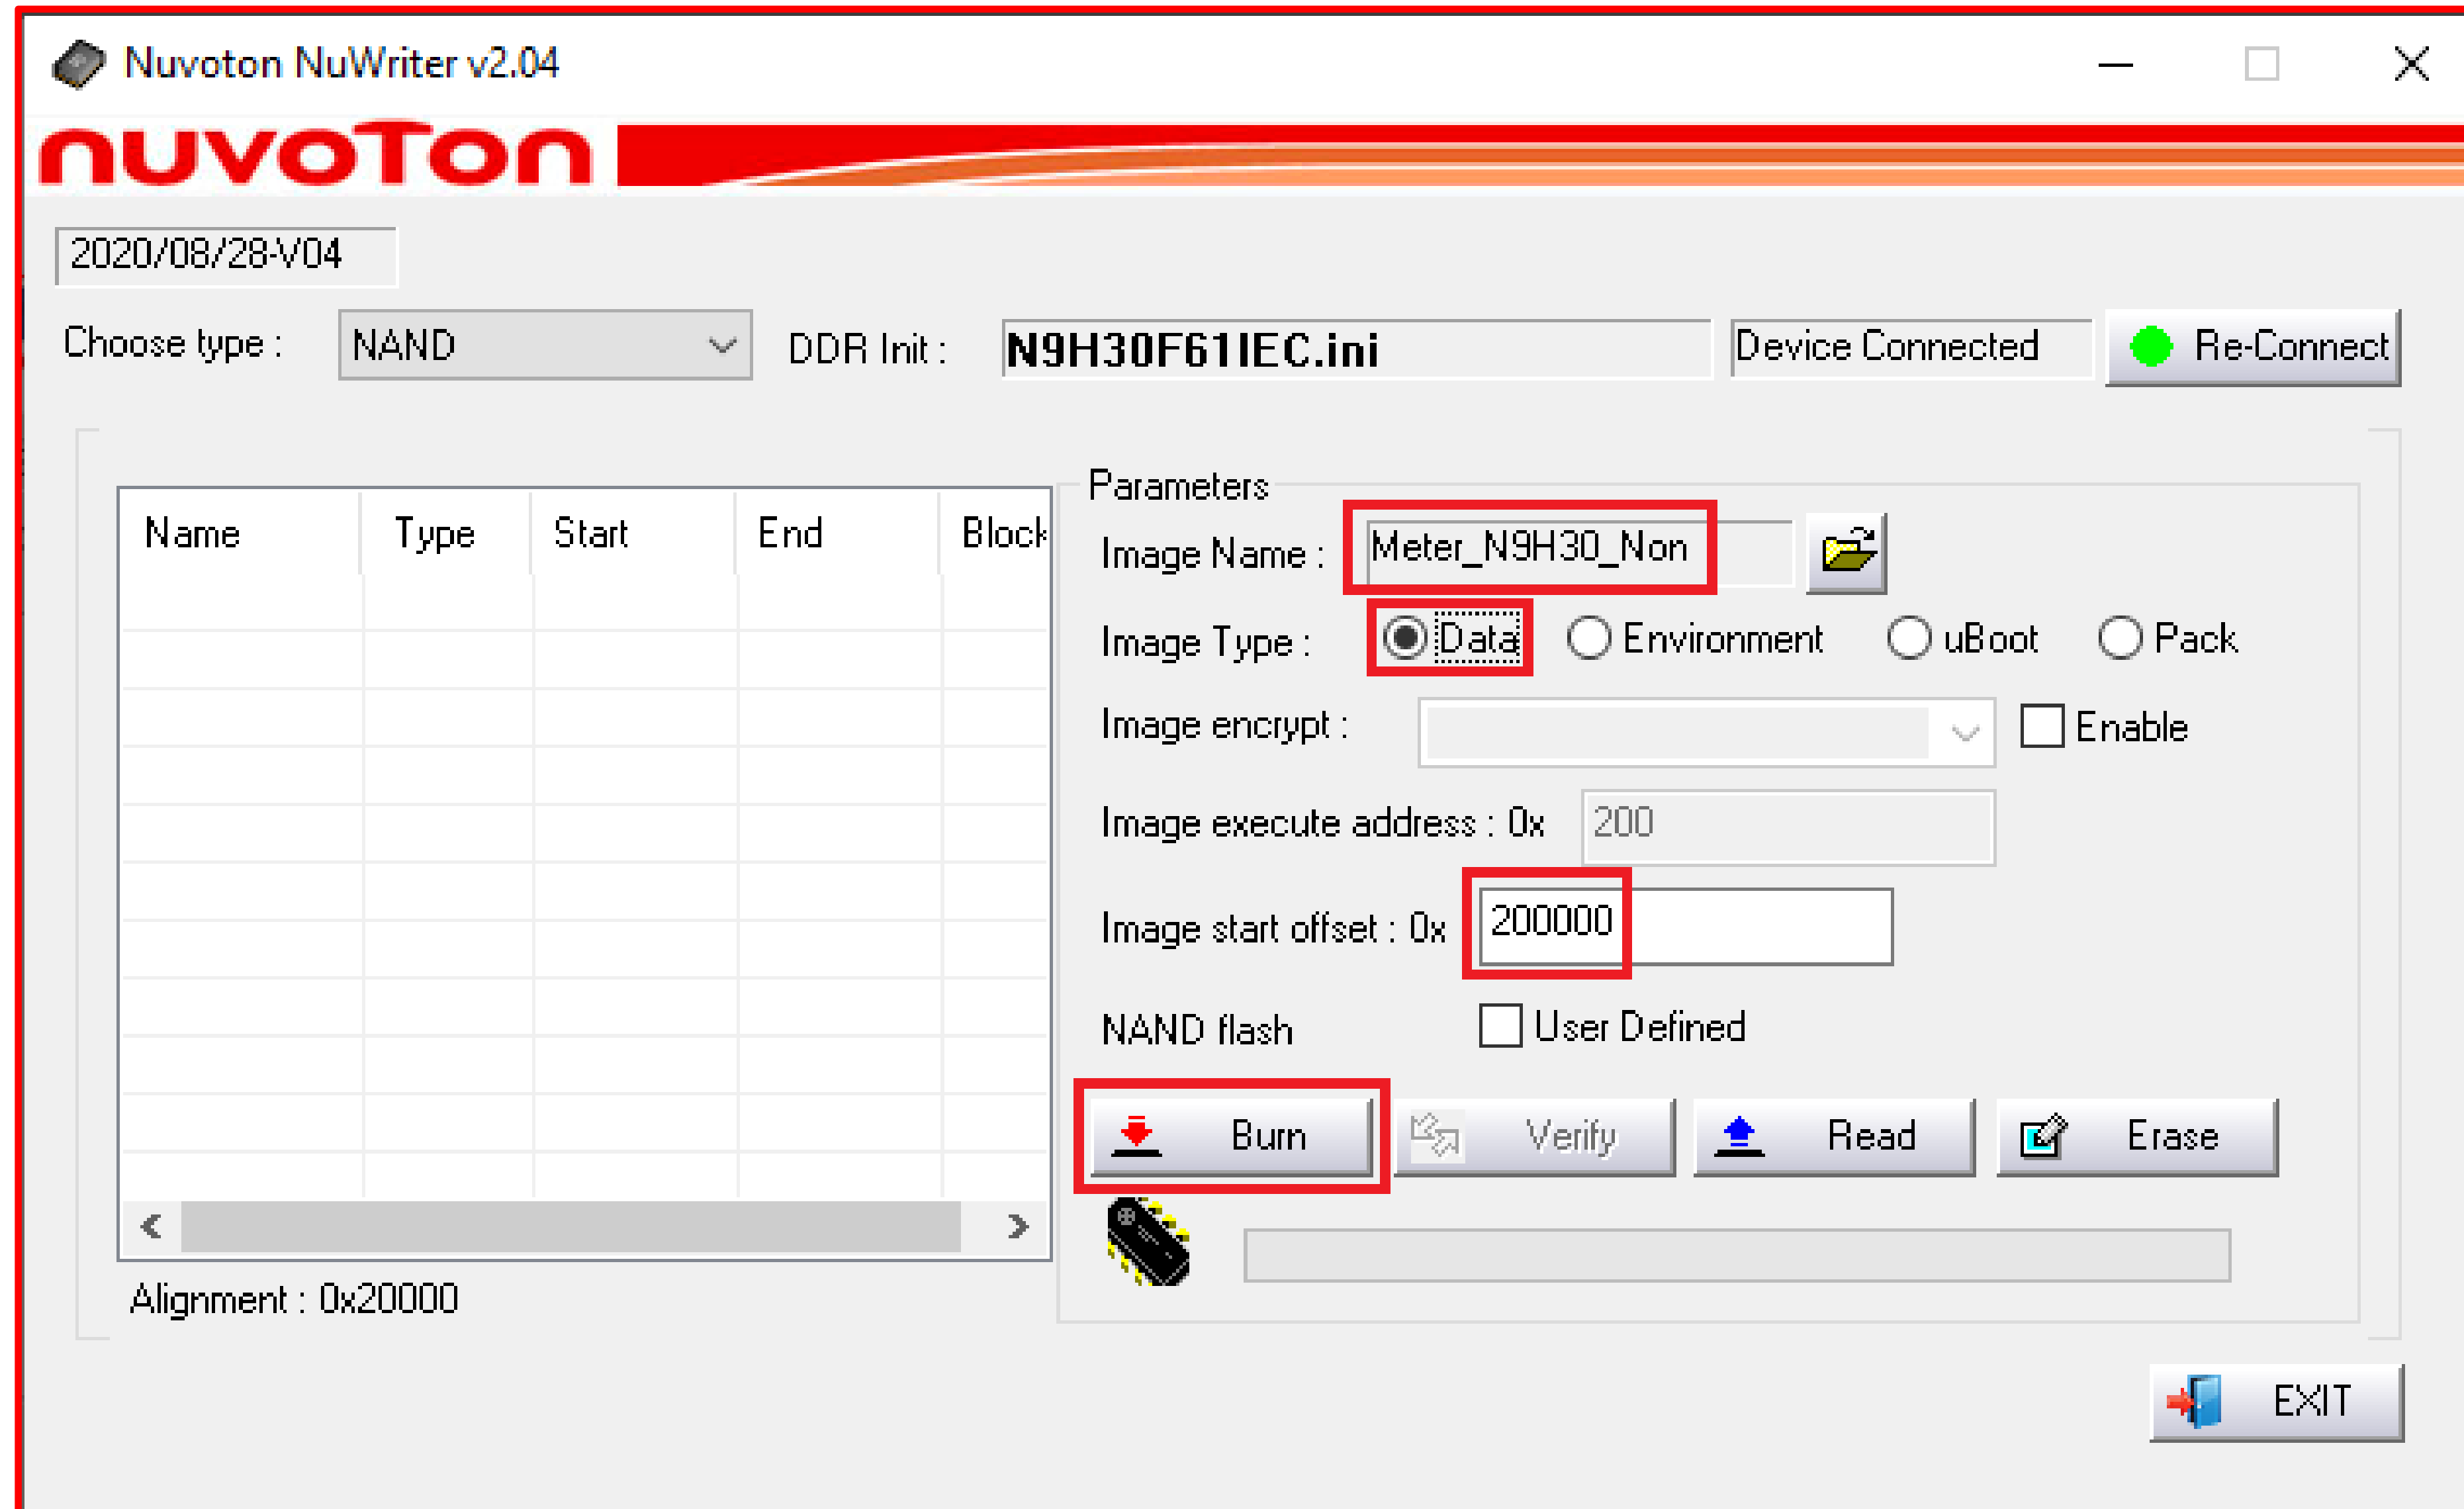 Nuvoton NuWriter v2.04
nuvoTon
2020/08/28-V04
Choose type : NAND DDR Init : N9H30F61IEC.ini Device Connected Re-Connect
Parameters
Name Type Start End Block
Image Name : Meter_N9H30_Non
Image Type : Data Environment uBoot Pack
Image encrypt : Enable
Image execute address : 0x 200
Image start offset : 0x 200000
NAND flash User Defined
Burn Verify Read Erase
Alignment : 0x20000
EXIT